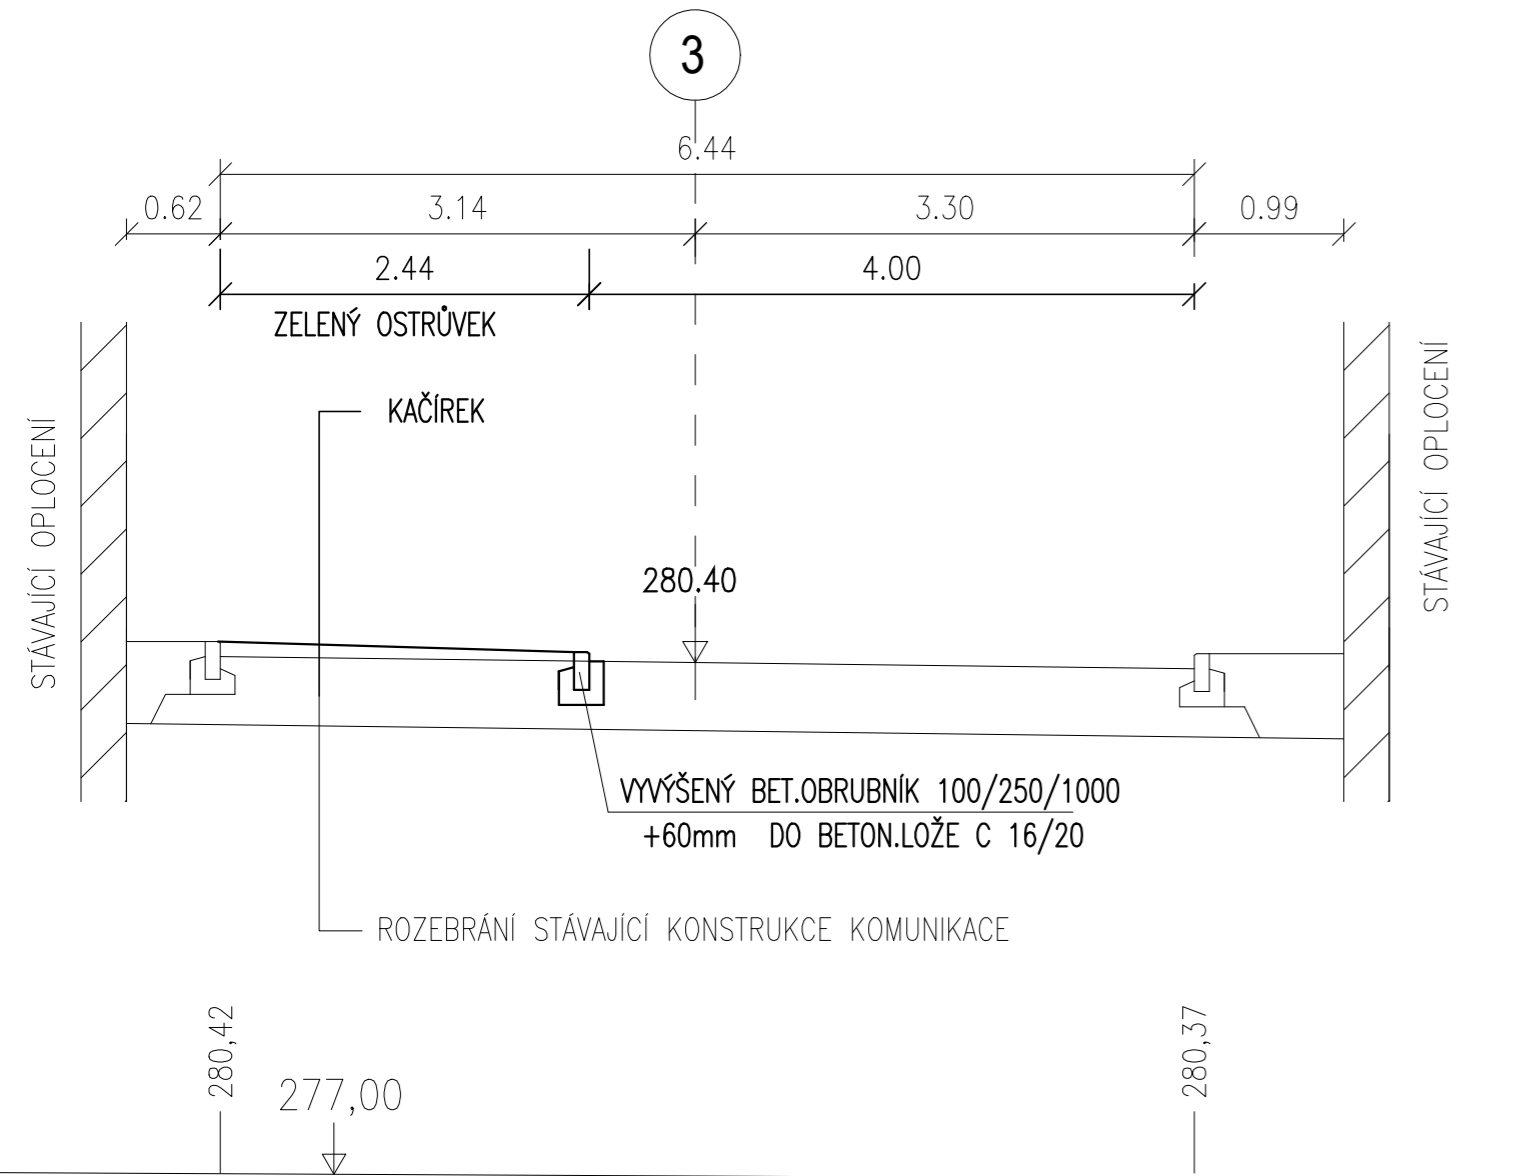 3
6.44
0.62 3.14 3.30 0.99
2.44 4.00
ZELENÝ OSTRŮVEK
KAČÍREK
STÁVAJÍCÍ OPLOCENÍ
STÁVAJÍCÍ OPLOCENÍ
280.40
VYVÝŠENÝ BET.OBRUBNÍK 100/250/1000
+60mm DO BETON.LOŽE C 16/20
ROZEBRÁNÍ STÁVAJÍCÍ KONSTRUKCE KOMUNIKACE
280,42
280,37
277,00